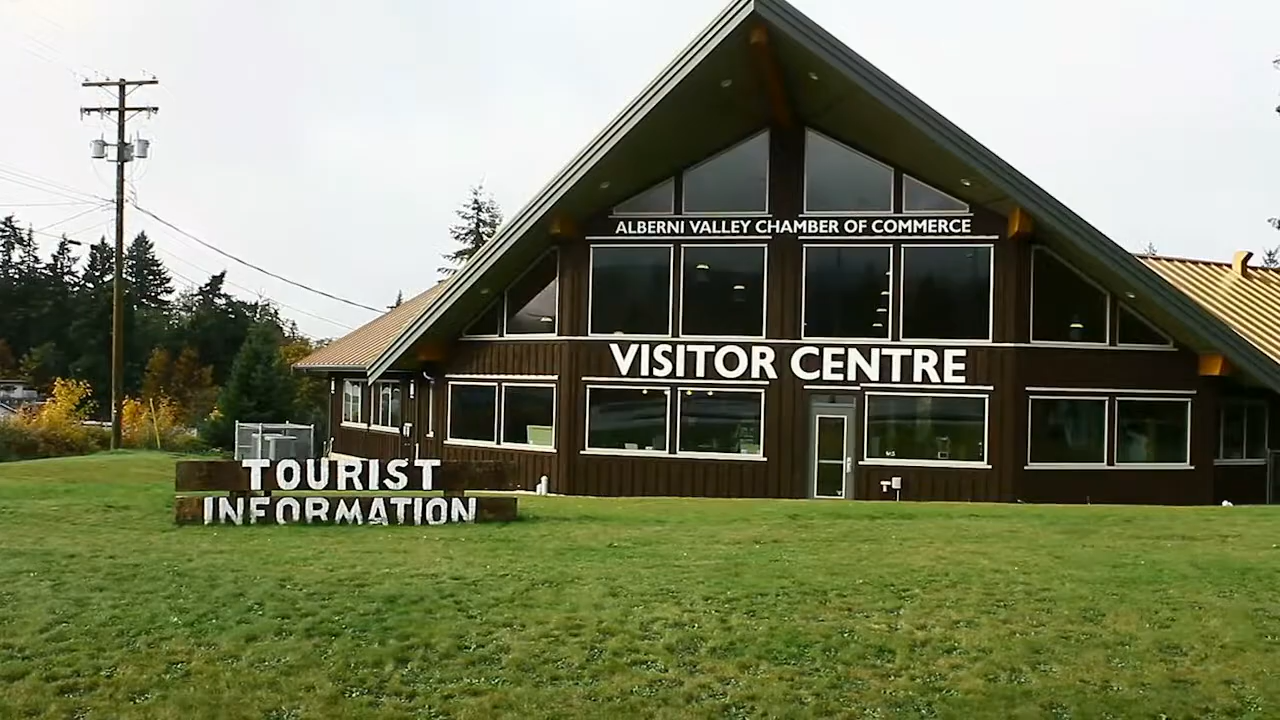 ALBERNI VALLEY CHAMBER OF COMMERCE
VISITOR CENTRE
TOURIST
INFORMATION